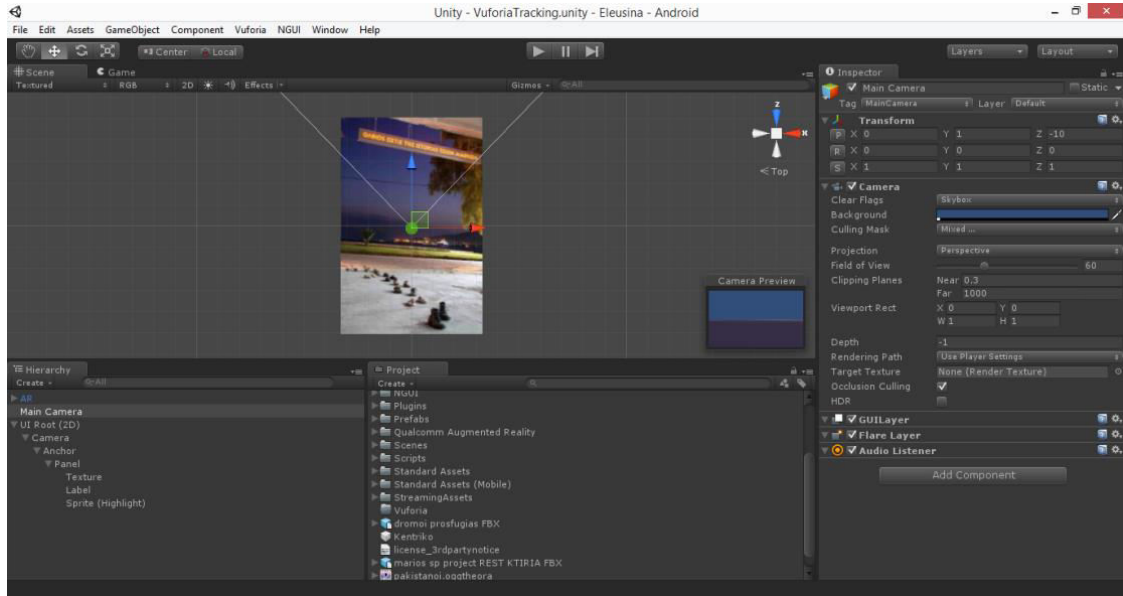 Unity - VuforiaTracking.unity - Eleusina - Android
File Edit Assets GameObject Component Vuforia NGUI Window Help
Center Local
Layers Layout
Scene Game
Textured RGB 2D Effects Gizmos All
z
x
Top
Camera Preview
Hierarchy
Create All
AR
Main Camera
UI Root (2D)
Camera
Anchor
Panel
Texture
Label
Sprite (Highlight)
Project
Create
NGUI
Plugins
Prefabs
Qualcomm Augmented Reality
Scenes
Scripts
Standard Assets
Standard Assets (Mobile)
StreamingAssets
Vuforia
dromoi prosfugias FBX
Kentriko
license_3rdpartynotice
marios sp project REST KTIRIA FBX
pakistanoi.oggtheora
Inspector
Main Camera Static
Tag MainCamera Layer Default
Transform
P X 0 Y 1 Z -10
R X 0 Y 0 Z 0
S X 1 Y 1 Z 1
Camera
Clear Flags Skybox
Background
Culling Mask Mixed ...
Projection Perspective
Field of View 60
Clipping Planes Near 0.3
Far 1000
Viewport Rect X 0 Y 0
W 1 H 1
Depth -1
Rendering Path Use Player Settings
Target Texture None (Render Texture)
Occlusion Culling
HDR
GUILayer
Flare Layer
Audio Listener
Add Component